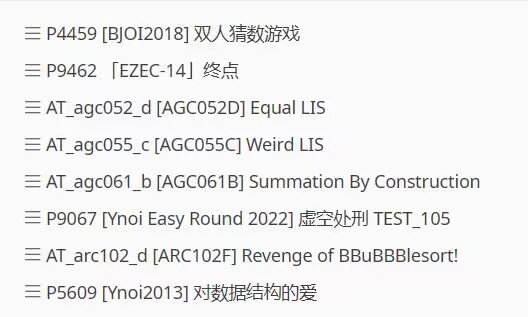 P4459 [BJOI2018] 双人猜数游戏
P9462 「EZEC-14」终点
AT_agc052_d [AGC052D] Equal LIS
AT_agc055_c [AGC055C] Weird LIS
AT_agc061_b [AGC061B] Summation By Construction
P9067 [Ynoi Easy Round 2022] 虚空处刑 TEST_105
AT_arc102_d [ARC102F] Revenge of BBuBBBlesort!
P5609 [Ynoi2013] 对数据结构的爱